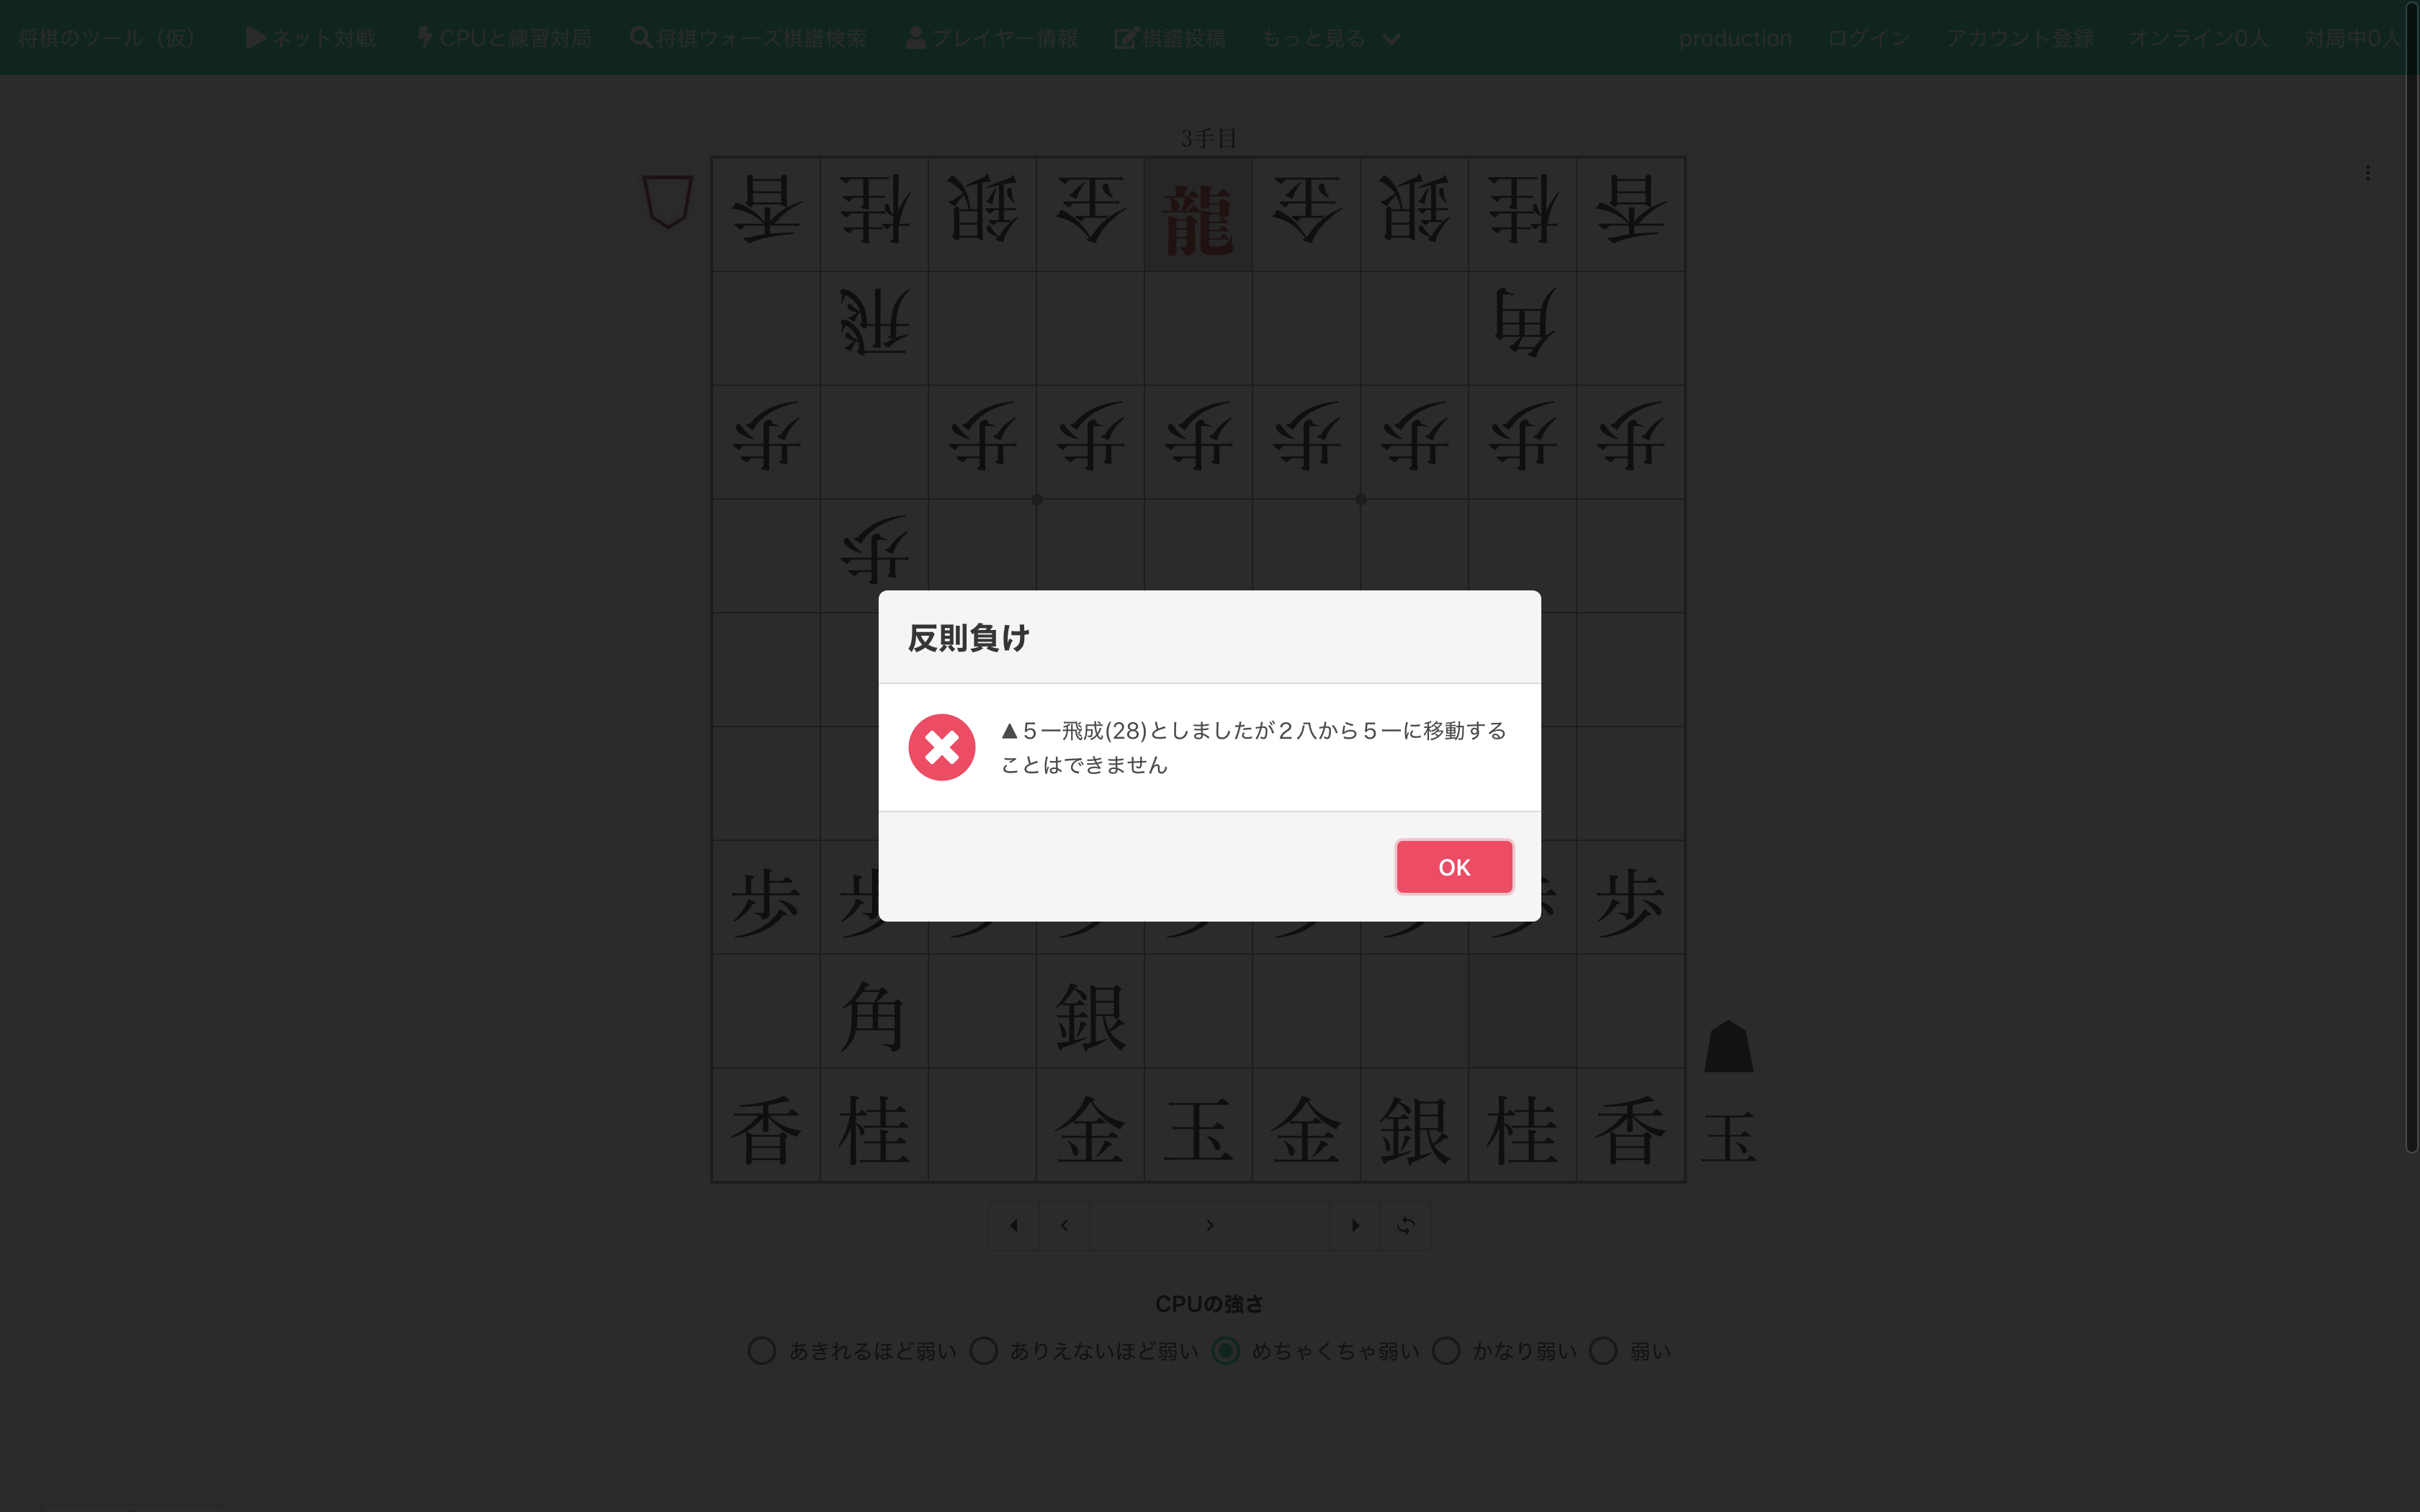 将棋のツール（仮） ネット対戦 CPUと練習対局 将棋ウォーズ棋譜検索 プレイヤー情報 棋譜投稿 もっと見る production ログイン アカウント登録 オンライン0人 対局中0人
3手目
香 桂 銀 金 龍 金 銀 桂 香
飛 角
歩 歩 歩 歩 歩 歩 歩 歩
歩
反則負け
▲５一飛成(28)としましたが２八から５一に移動する
ことはできません
OK
歩 歩 歩 歩 歩 歩 歩 歩 歩
角 銀
香 桂 金 玉 金 銀 桂 香
玉
CPUの強さ
あきれるほど弱い ありえないほど弱い めちゃくちゃ弱い かなり弱い 弱い